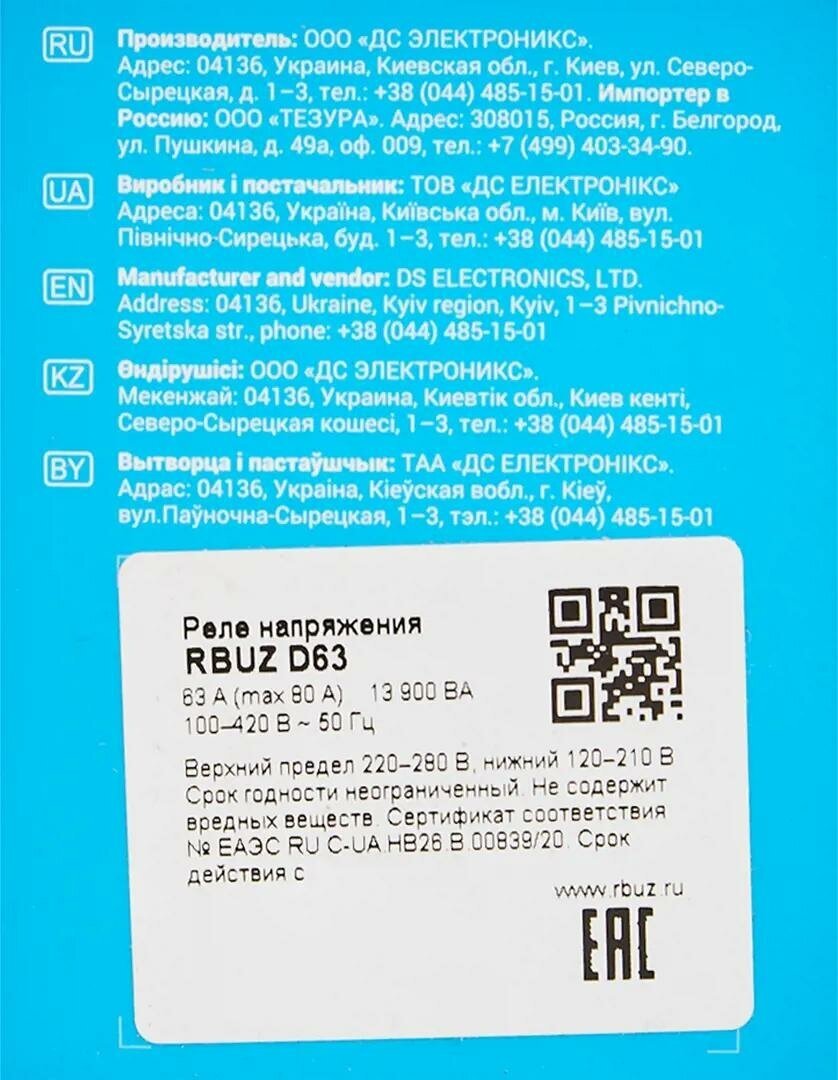 RU
Производитель: ООО «ДС ЭЛЕКТРОНИКС».
Адрес: 04136, Украина, Киевская обл., г. Киев, ул. Северо-
Сырецкая, д. 1–3, тел.: +38 (044) 485-15-01. Импортер в
Россию: ООО «ТЕЗУРА». Адрес: 308015, Россия, г. Белгород,
ул. Пушкина, д. 49а, оф. 009, тел.: +7 (499) 403-34-90.
UA
Виробник і постачальник: ТОВ «ДС ЕЛЕКТРОНІКС»
Адреса: 04136, Україна, Київська обл., м. Київ, вул.
Північно-Сирецька, буд. 1–3, тел.: +38 (044) 485-15-01
EN
Manufacturer and vendor: DS ELECTRONICS, LTD.
Address: 04136, Ukraine, Kyiv region, Kyiv, 1–3 Pivnichno-
Syretska str., phone: +38 (044) 485-15-01
KZ
Өндірушісі: ООО «ДС ЭЛЕКТРОНИКС».
Мекенжай: 04136, Украина, Киевтік обл., Киев кенті,
Северо-Сырецкая кошесі, 1–3, тел.: +38 (044) 485-15-01
BY
Вытворца і пастаўшчык: ТАА «ДС ЕЛЕКТРОНІКС».
Адрас: 04136, Украіна, Кіеўская вобл., г. Кіеў,
вул.Паўночна-Сырецкая, 1–3, тэл.: +38 (044) 485-15-01
Реле напряжения
RBUZ D63
63 А (max 80 А) 13 900 ВА
100–420 В ~ 50 Гц
Верхний предел 220–280 В, нижний 120–210 В
Срок годности неограниченный. Не содержит
вредных веществ. Сертификат соответствия
№ ЕАЭС RU С-UA.НВ26.В.00839/20. Срок
действия с
www.rbuz.ru
EAC